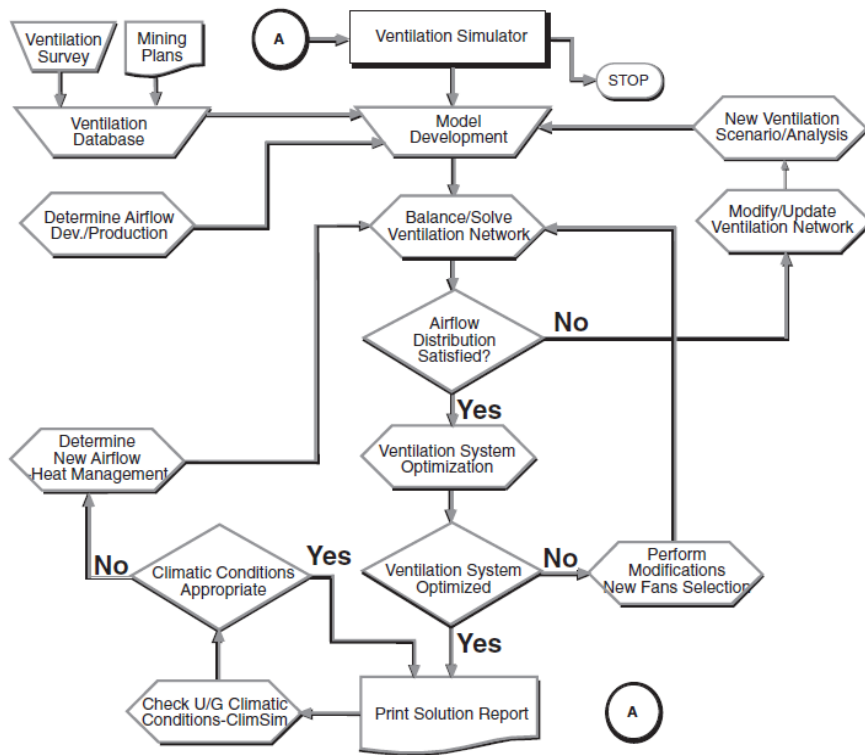 Ventilation
Survey
Mining
Plans
A
Ventilation Simulator
STOP
Ventilation
Database
Model
Development
New Ventilation
Scenario/Analysis
Determine Airflow
Dev./Production
Balance/Solve
Ventilation Network
Modify/Update
Ventilation Network
Airflow
Distribution
Satisfied?
No
Yes
Determine
New Airflow
Heat Management
Ventilation System
Optimization
No
Climatic Conditions
Appropriate
Yes
Ventilation System
Optimized
No
Perform
Modifications
New Fans Selection
Yes
Check U/G Climatic
Conditions-ClimSim
Print Solution Report
A